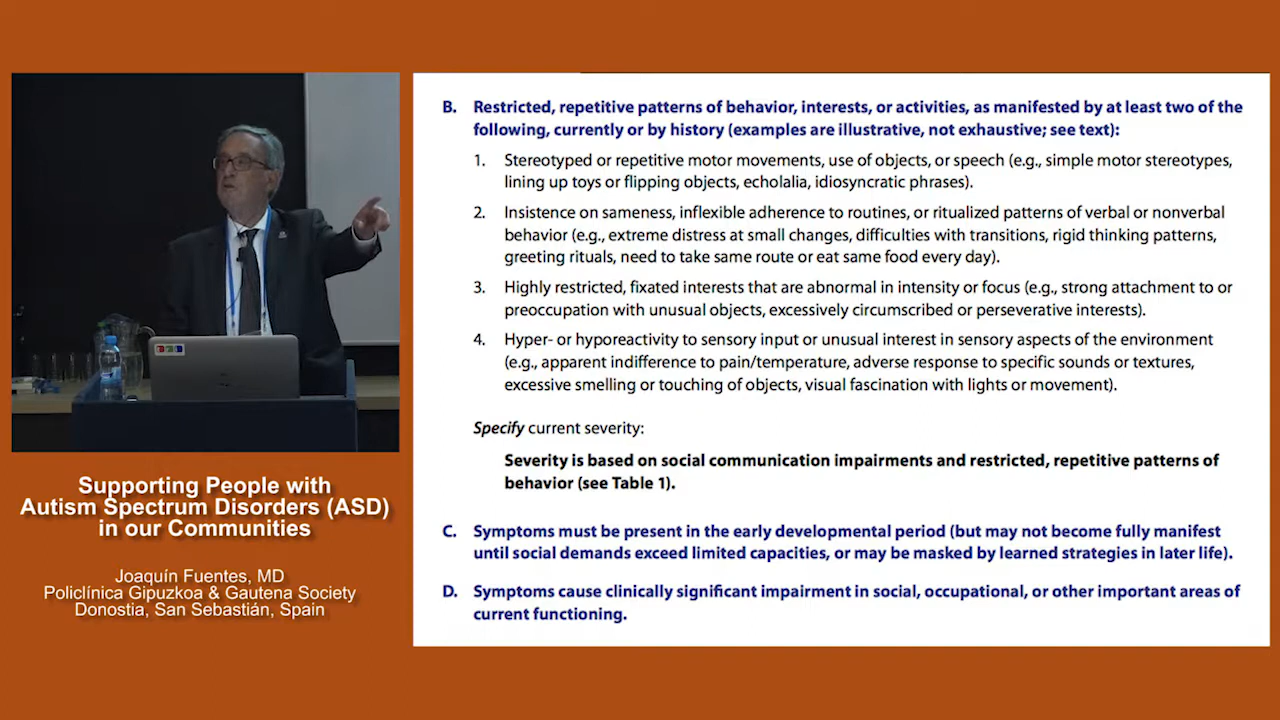 B. Restricted, repetitive patterns of behavior, interests, or activities, as manifested by at least two of the
following, currently or by history (examples are illustrative, not exhaustive; see text):
1. Stereotyped or repetitive motor movements, use of objects, or speech (e.g., simple motor stereotypes,
lining up toys or flipping objects, echolalia, idiosyncratic phrases).
2. Insistence on sameness, inflexible adherence to routines, or ritualized patterns of verbal or nonverbal
behavior (e.g., extreme distress at small changes, difficulties with transitions, rigid thinking patterns,
greeting rituals, need to take same route or eat same food every day).
3. Highly restricted, fixated interests that are abnormal in intensity or focus (e.g., strong attachment to or
preoccupation with unusual objects, excessively circumscribed or perseverative interests).
4. Hyper- or hyporeactivity to sensory input or unusual interest in sensory aspects of the environment
(e.g., apparent indifference to pain/temperature, adverse response to specific sounds or textures,
excessive smelling or touching of objects, visual fascination with lights or movement).
Specify current severity:
Severity is based on social communication impairments and restricted, repetitive patterns of
behavior (see Table 1).
C. Symptoms must be present in the early developmental period (but may not become fully manifest
until social demands exceed limited capacities, or may be masked by learned strategies in later life).
D. Symptoms cause clinically significant impairment in social, occupational, or other important areas of
current functioning.
Supporting People with
Autism Spectrum Disorders (ASD)
in our Communities
Joaquín Fuentes, MD
Policlínica Gipuzkoa & Gautena Society
Donostia, San Sebastián, Spain